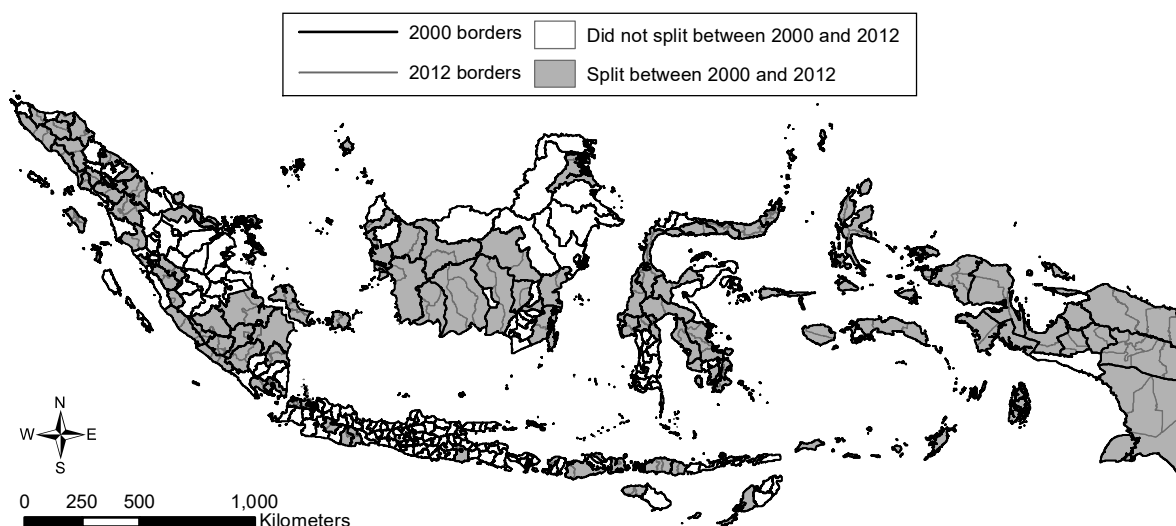 2000 borders Did not split between 2000 and 2012
2012 borders Split between 2000 and 2012
N
W E
S
0 250 500 1,000
Kilometers